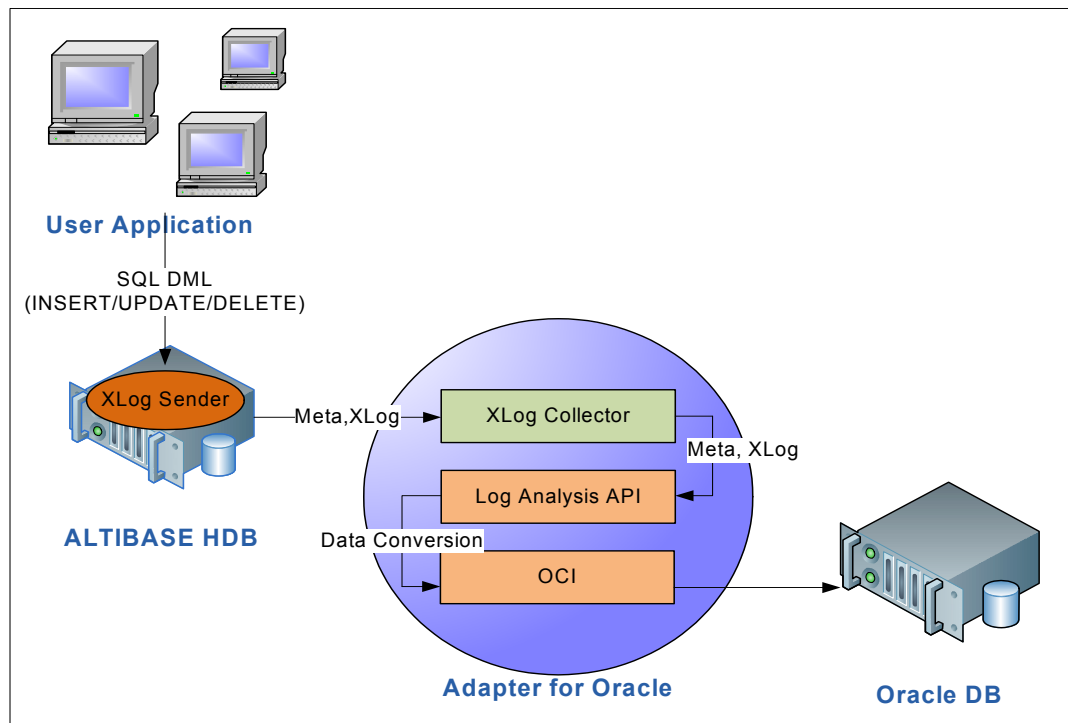 User Application
SQL DML
(INSERT/UPDATE/DELETE)
XLog Sender
ALTIBASE HDB
Meta,XLog
XLog Collector
Meta, XLog
Log Analysis API
Data Conversion
OCI
Adapter for Oracle
Oracle DB